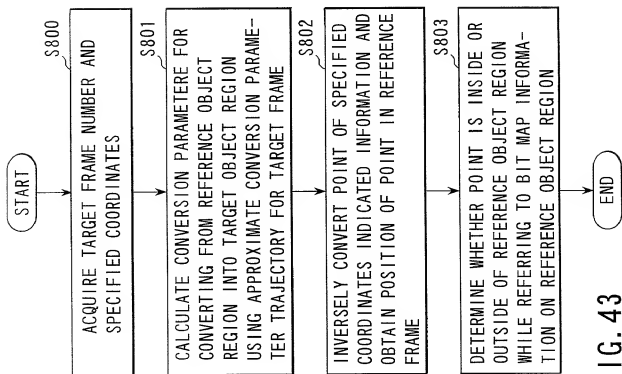 START
S800
ACQUIRE TARGET FRAME NUMBER AND
SPECIFIED COORDINATES
S801
CALCULATE CONVERSION PARAMETERE FOR
CONVERTING FROM REFERENCE OBJECT
REGION INTO TARGET OBJECT REGION
USING APPROXIMATE CONVERSION PARAME-
TER TRAJECTORY FOR TARGET FRAME
S802
INVERSELY CONVERT POINT OF SPECIFIED
COORDINATES INDICATED INFORMATION AND
OBTAIN POSITION OF POINT IN REFERENCE
FRAME
S803
DETERMINE WHETHER POINT IS INSIDE OR
OUTSIDE OF REFERENCE OBJECT REGION
WHILE REFERRING TO BIT MAP INFORMA-
TION ON REFERENCE OBJECT REGION
END
IG. 43